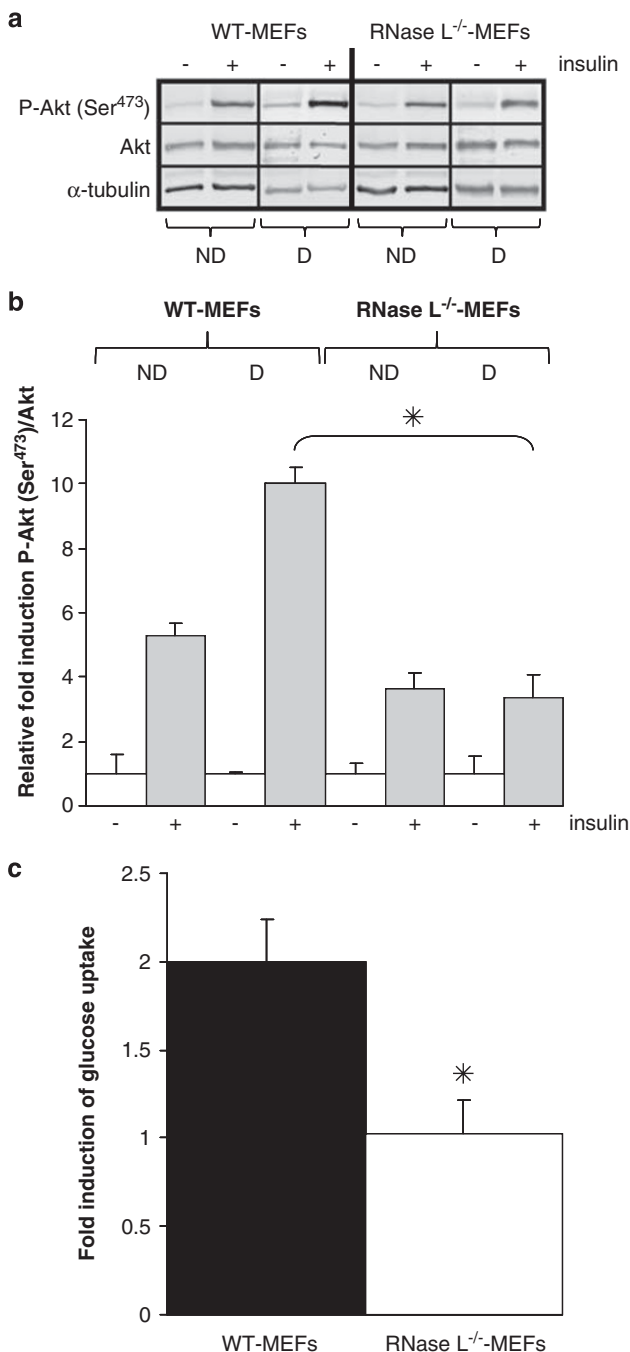 a
WT-MEFs RNase L-/--MEFs
- + - + - + - + insulin
P-Akt (Ser473)
Akt
α-tubulin
ND D ND D
b
WT-MEFs RNase L-/--MEFs
ND D ND D
Relative fold induction P-Akt (Ser473)/Akt
12
10
8
6
4
2
0
*
- + - + - + - + insulin
c
Fold induction of glucose uptake
2.5
2
1.5
1
0.5
0
*
WT-MEFs RNase L-/--MEFs